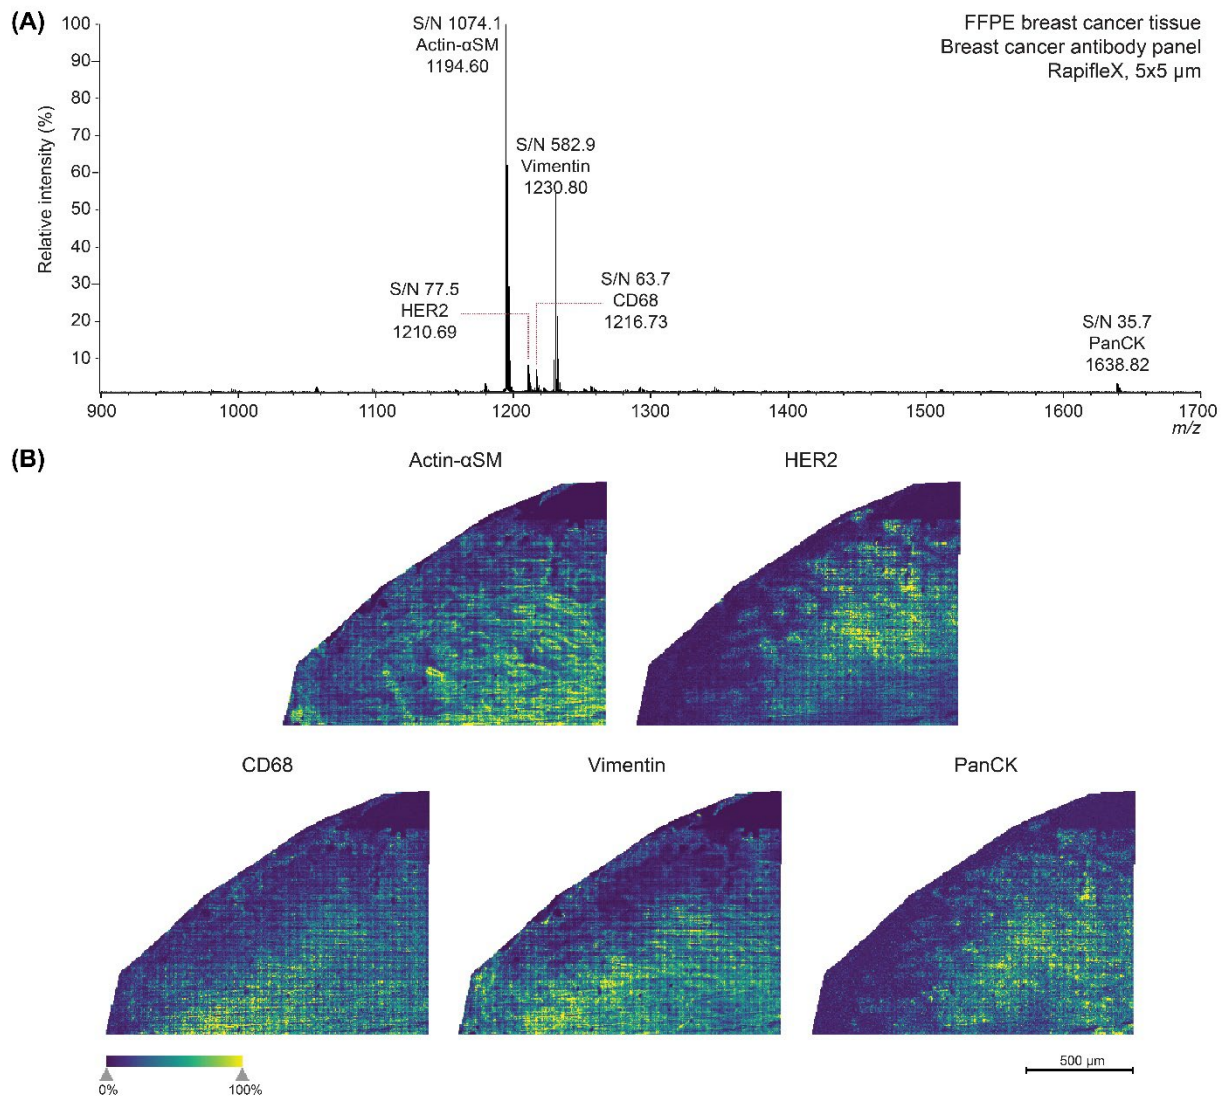 (A)
FFPE breast cancer tissue
Breast cancer antibody panel
RapifleX, 5x5 µm
Relative intensity (%)
100
90
80
70
60
50
40
30
20
10
S/N 1074.1
Actin-αSM
1194.60
S/N 582.9
Vimentin
1230.80
S/N 77.5
HER2
1210.69
S/N 63.7
CD68
1216.73
S/N 35.7
PanCK
1638.82
900 1000 1100 1200 1300 1400 1500 1600 1700
m/z
(B)
Actin-αSM
HER2
CD68
Vimentin
PanCK
0% 100%
500 µm